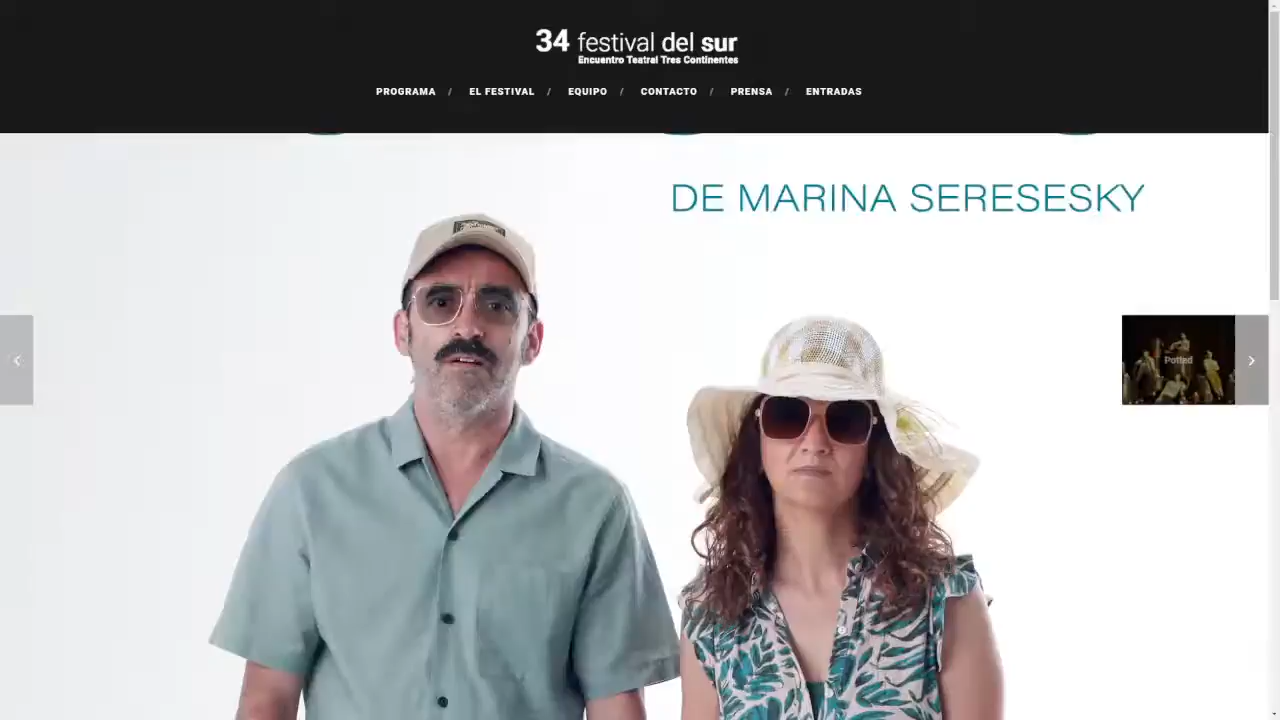 34 festival del sur
Encuentro Teatral Tres Continentes
PROGRAMA / EL FESTIVAL / EQUIPO / CONTACTO / PRENSA / ENTRADAS
DE MARINA SERESESKY
Potted